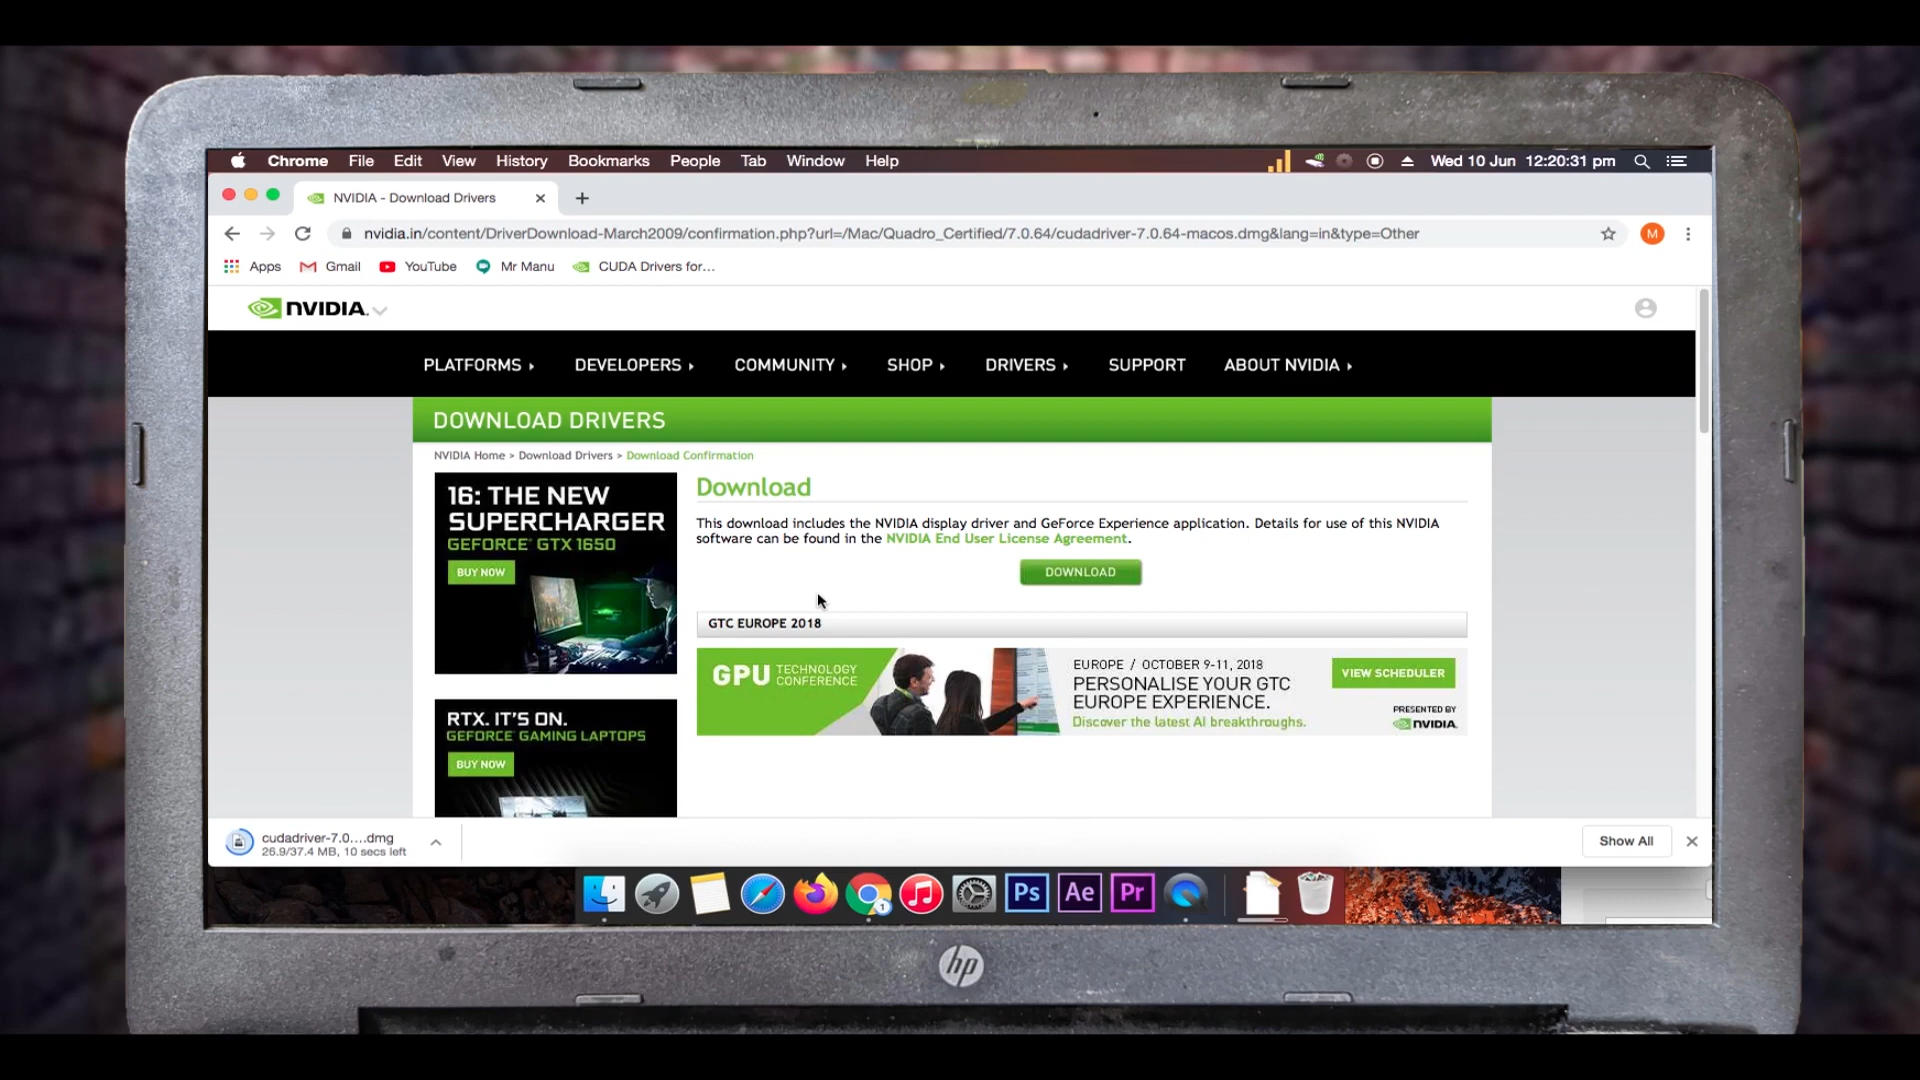 Chrome File Edit View History Bookmarks People Tab Window Help Wed 10 Jun 12:20:31 pm
NVIDIA - Download Drivers
nvidia.in/content/DriverDownload-March2009/confirmation.php?url=/Mac/Quadro_Certified/7.0.64/cudadriver-7.0.64-macos.dmg&lang=in&type=Other
M
Apps Gmail YouTube Mr Manu CUDA Drivers for...
NVIDIA.
PLATFORMS DEVELOPERS COMMUNITY SHOP DRIVERS SUPPORT ABOUT NVIDIA
DOWNLOAD DRIVERS
NVIDIA Home > Download Drivers > Download Confirmation
16: THE NEW
SUPERCHARGER
GEFORCE® GTX 1650
BUY NOW
Download
This download includes the NVIDIA display driver and GeForce Experience application. Details for use of this NVIDIA
software can be found in the NVIDIA End User License Agreement.
DOWNLOAD
GTC EUROPE 2018
GPU TECHNOLOGY
CONFERENCE
EUROPE / OCTOBER 9-11, 2018
PERSONALISE YOUR GTC
EUROPE EXPERIENCE.
Discover the latest AI breakthroughs.
VIEW SCHEDULER
PRESENTED BY
NVIDIA.
RTX. IT'S ON.
GEFORCE® GAMING LAPTOPS
BUY NOW
cudadriver-7.0....dmg
26.9/37.4 MB, 10 secs left
Show All
1
Ps Ae Pr
hp